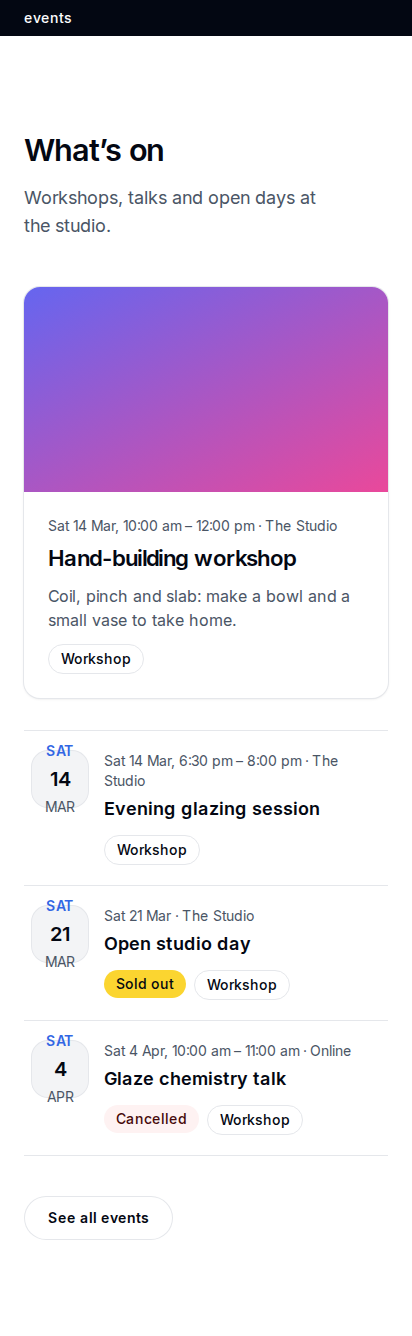 events
What’s on
Workshops, talks and open days at
the studio.
Sat 14 Mar, 10:00 am – 12:00 pm · The Studio
Hand-building workshop
Coil, pinch and slab: make a bowl and a
small vase to take home.
Workshop
SAT
14
MAR
Sat 14 Mar, 6:30 pm – 8:00 pm · The
Studio
Evening glazing session
Workshop
SAT
21
MAR
Sat 21 Mar · The Studio
Open studio day
Sold out
Workshop
SAT
4
APR
Sat 4 Apr, 10:00 am – 11:00 am · Online
Glaze chemistry talk
Cancelled
Workshop
See all events